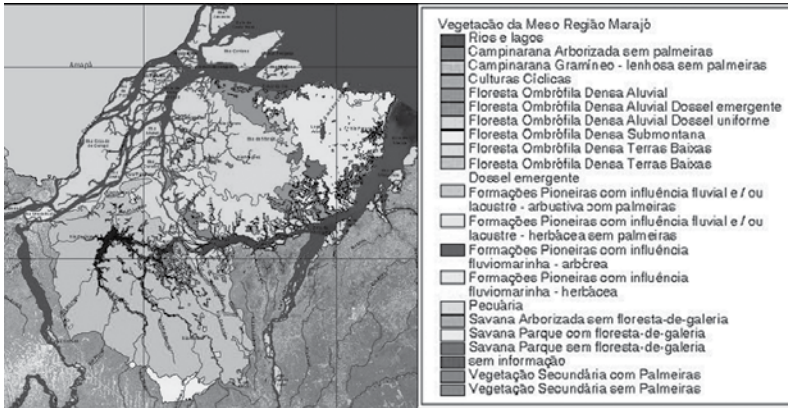 Amapá
Vegetação da Meso Região Marajó
Rios e lagos
Campinarana Arborizada sem palmeiras
Campinarana Gramíneo - lenhosa sem palmeiras
Culturas Cíclicas
Floresta Ombrófila Densa Aluvial
Floresta Ombrófila Densa Aluvial Dossel emergente
Floresta Ombrófila Densa Aluvial Dossel uniforme
Floresta Ombrófila Densa Submontana
Floresta Ombrófila Densa Terras Baixas
Floresta Ombrófila Densa Terras Baixas
Dossel emergente
Formações Pioneiras com influência fluvial e / ou
lacustre - arbustiva com palmeiras
Formações Pioneiras com influência fluvial e / ou
lacustre - herbàcea sem palmeiras
Formações Pioneiras com influência
fluviomarinha - arbòrea
Formações Pioneiras com influência
fluviomarinha - herbàcea
Pecuària
Savana Arborizada sem floresta-de-galeria
Savana Parque com floresta-de-galeria
Savana Parque sem floresta-de-galeria
sem informação
Vegetação Secundária com Palmeiras
Vegetação Secundária sem Palmeiras